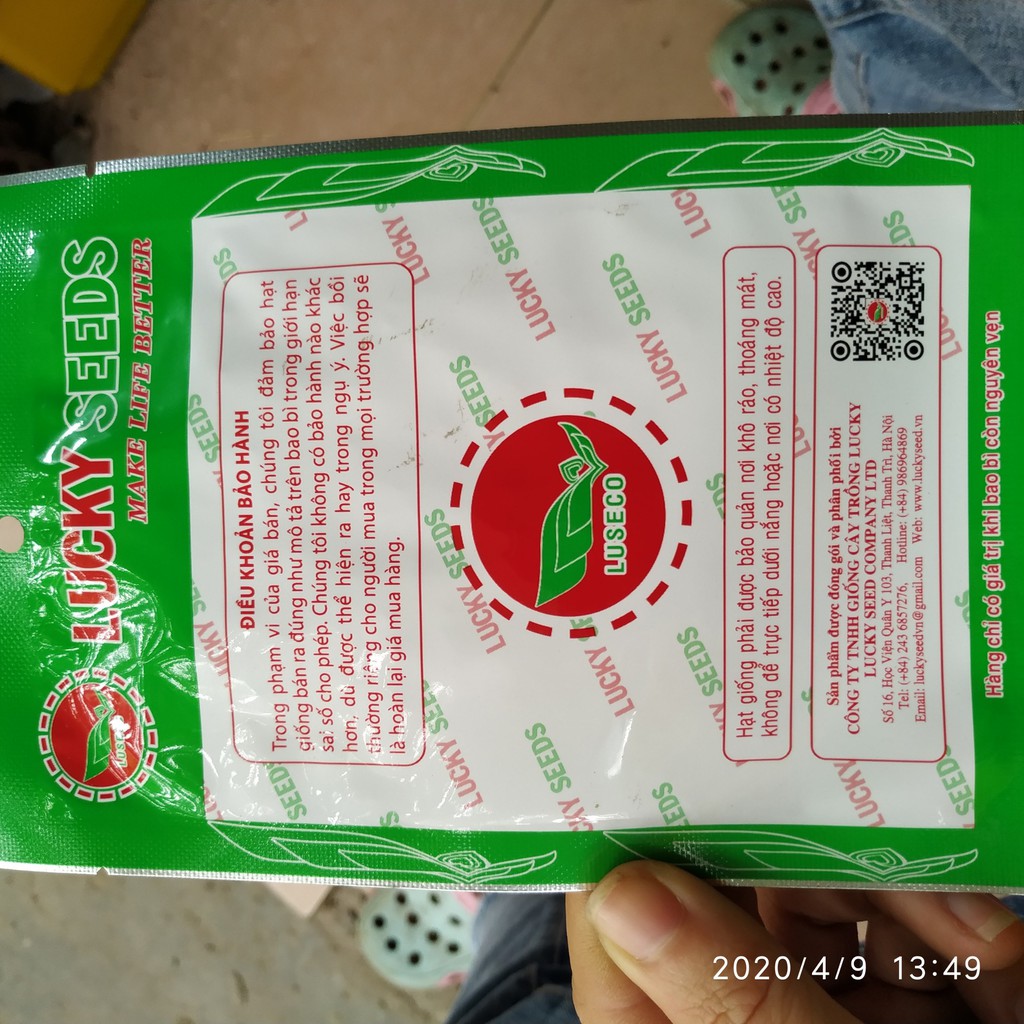 LUCKY SEEDS
MAKE LIFE BETTER
LUSECO
ĐIỀU KHOẢN BẢO HÀNH
Trong phạm vi của giá bán, chúng tôi đảm bảo hạt
giống bán ra đúng như mô tả trên bao bì trong giới hạn
sai số cho phép. Chúng tôi không có bảo hành nào khác
hơn, dù được thể hiện ra hay trong ngụ ý. Việc bồi
thường riêng cho người mua trong mọi trường hợp sẽ
là hoàn lại giá mua hàng.
LUSECO
Hạt giống phải được bảo quản nơi khô ráo, thoáng mát,
không để trực tiếp dưới nắng hoặc nơi có nhiệt độ cao.
Sản phẩm được đóng gói và phân phối bởi
CÔNG TY TNHH GIỐNG CÂY TRỒNG LUCKY
LUCKY SEED COMPANY LTD
Số 16, Học Viện Quân Y 103, Thanh Liệt, Thanh Trì, Hà Nội
Tel: (+84) 243 6857276, Hotline: (+84) 986964869
Email: luckyseedvn@gmail.com Web: www.luckyseed.vn
Hàng chỉ có giá trị khi bao bì còn nguyên vẹn
2020/4/9 13:49